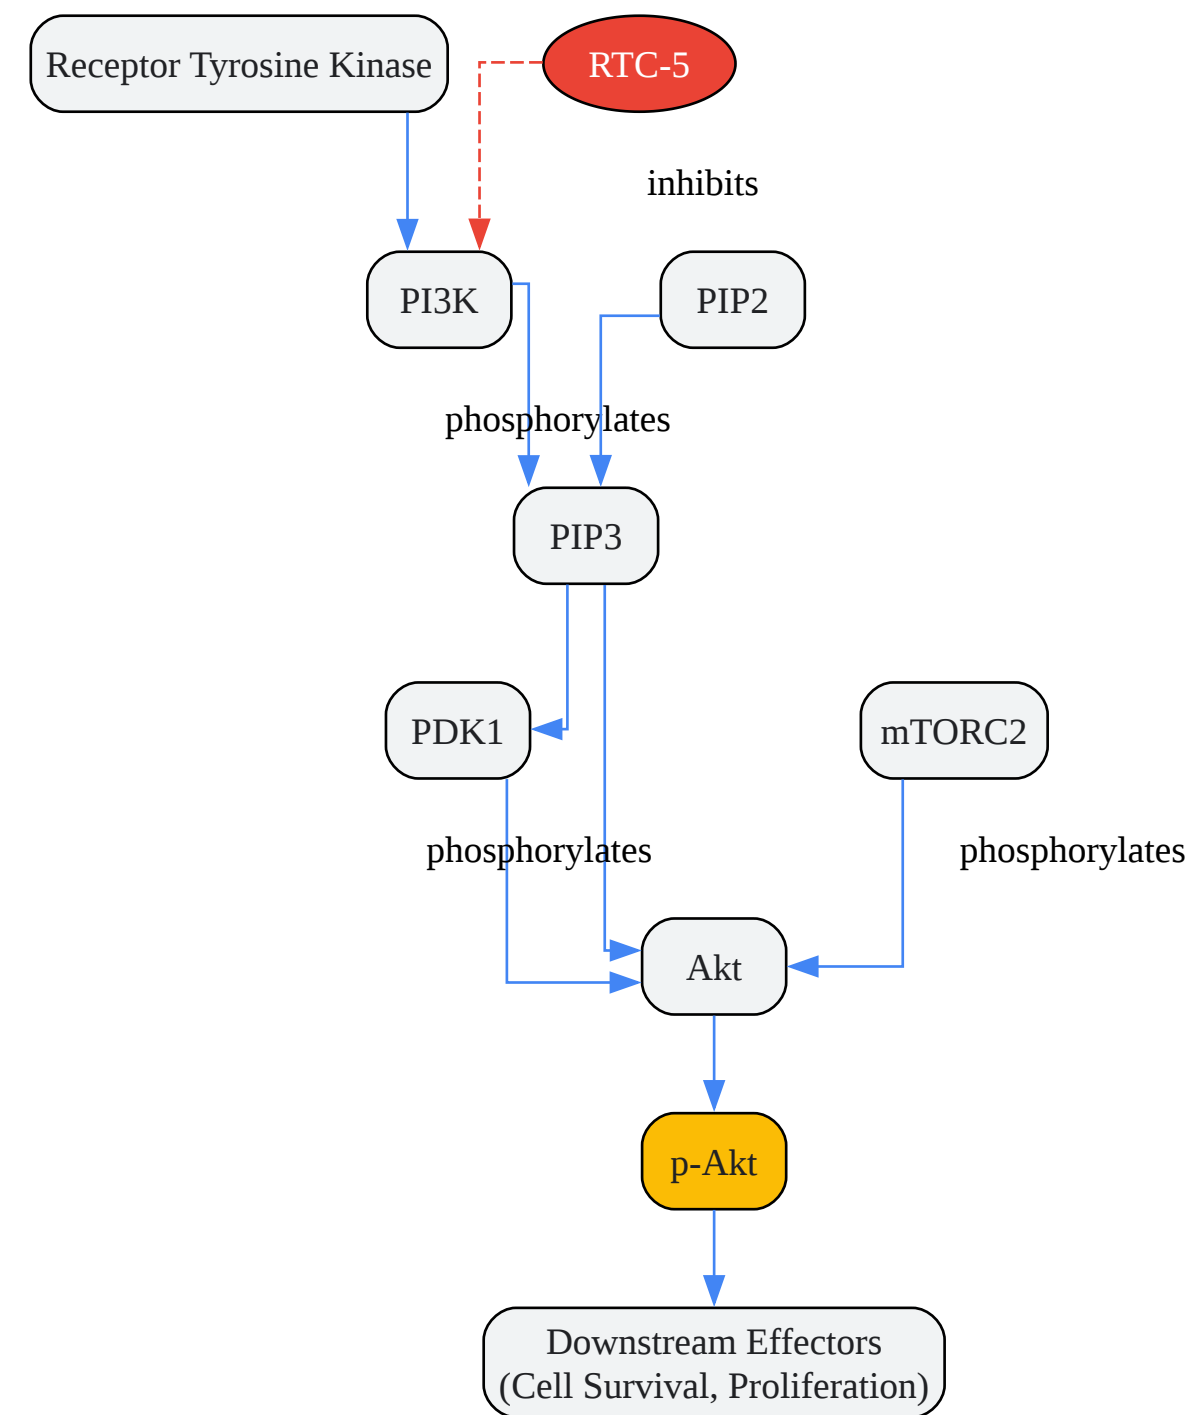 Receptor Tyrosine Kinase
RTC-5
inhibits
PI3K
PIP2
phosphorylates
PIP3
PDK1
mTORC2
phosphorylates
phosphorylates
Akt
p-Akt
Downstream Effectors
(Cell Survival, Proliferation)